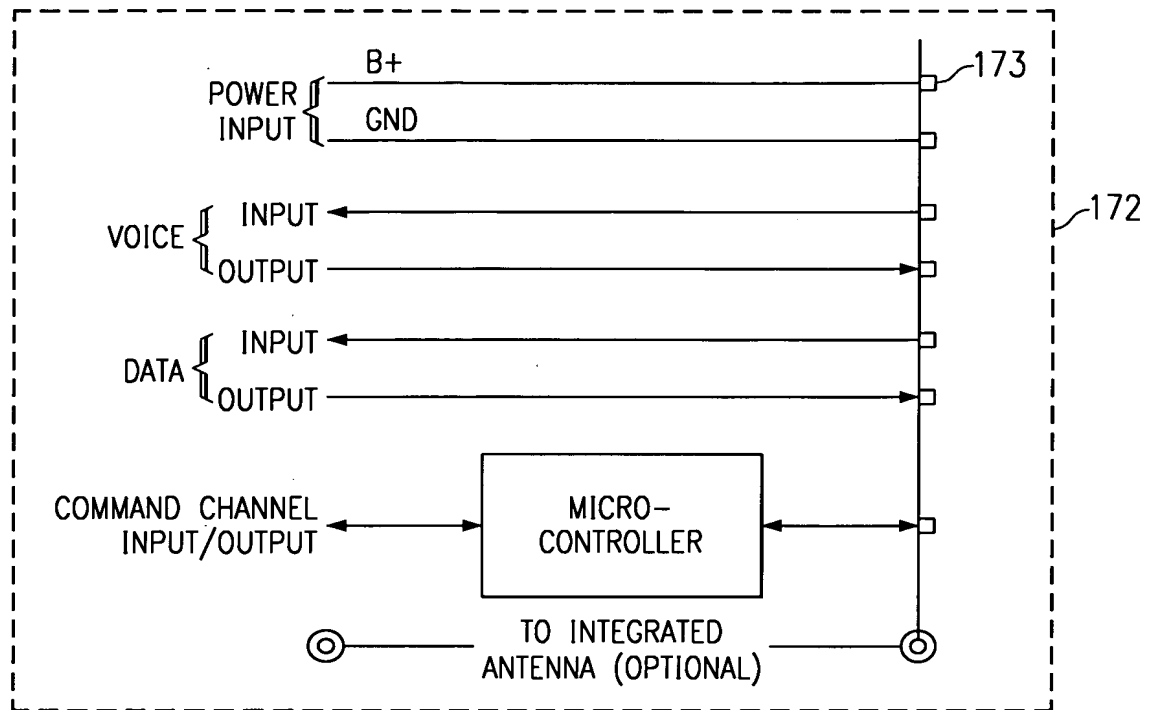 B+
173
POWER
INPUT
GND
172
VOICE
INPUT
OUTPUT
DATA
INPUT
OUTPUT
COMMAND CHANNEL
INPUT/OUTPUT
MICRO-
CONTROLLER
TO INTEGRATED
ANTENNA (OPTIONAL)